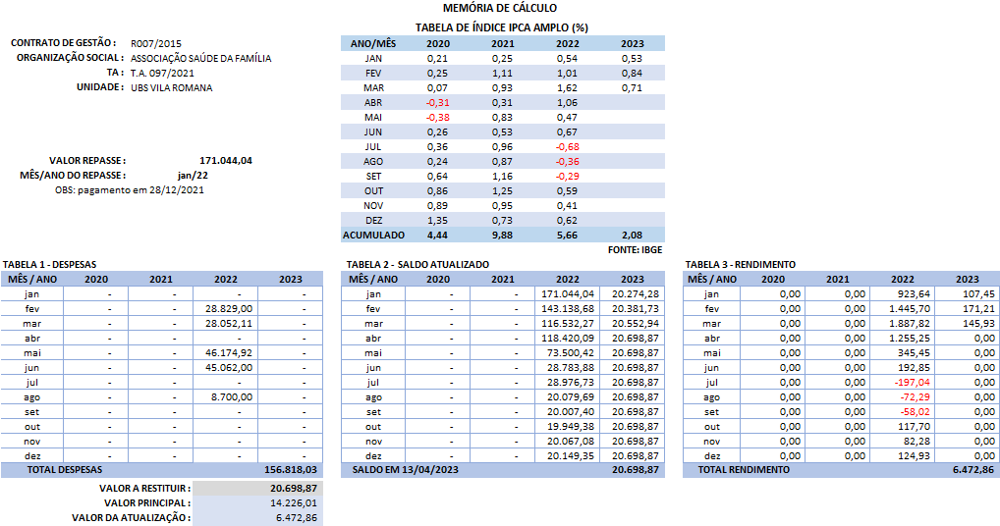 MEMÓRIA DE CÁLCULO
TABELA DE ÍNDICE IPCA AMPLO (%)
CONTRATO DE GESTÃO : R007/2015
ORGANIZAÇÃO SOCIAL : ASSOCIAÇÃO SAÚDE DA FAMÍLIA
TA : T.A. 097/2021
UNIDADE : UBS VILA ROMANA
VALOR REPASSE : 171.044,04
MÊS/ANO DO REPASSE : jan/22
OBS: pagamento em 28/12/2021
ANO/MÊS 2020 2021 2022 2023
JAN 0,21 0,25 0,54 0,53
FEV 0,25 1,11 1,01 0,84
MAR 0,07 0,93 1,62 0,71
ABR -0,31 0,31 1,06
MAI -0,38 0,83 0,47
JUN 0,26 0,53 0,67
JUL 0,36 0,96 -0,68
AGO 0,24 0,87 -0,36
SET 0,64 1,16 -0,29
OUT 0,86 1,25 0,59
NOV 0,89 0,95 0,41
DEZ 1,35 0,73 0,62
ACUMULADO 4,44 9,88 5,66 2,08
FONTE: IBGE
TABELA 1 - DESPESAS
MÊS / ANO 2020 2021 2022 2023
jan - - - -
fev - - 28.829,00 -
mar - - 28.052,11 -
abr - - - -
mai - - 46.174,92 -
jun - - 45.062,00 -
jul - - - -
ago - - 8.700,00 -
set - - - -
out - - - -
nov - - - -
dez - - - -
TOTAL DESPESAS 156.818,03
VALOR A RESTITUIR : 20.698,87
VALOR PRINCIPAL : 14.226,01
VALOR DA ATUALIZAÇÃO : 6.472,86
TABELA 2 - SALDO ATUALIZADO
MÊS / ANO 2020 2021 2022 2023
jan - - 171.044,04 20.274,28
fev - - 143.138,68 20.381,73
mar - - 116.532,27 20.552,94
abr - - 118.420,09 20.698,87
mai - - 73.500,42 20.698,87
jun - - 28.783,88 20.698,87
jul - - 28.976,73 20.698,87
ago - - 20.079,69 20.698,87
set - - 20.007,40 20.698,87
out - - 19.949,38 20.698,87
nov - - 20.067,08 20.698,87
dez - - 20.149,35 20.698,87
SALDO EM 13/04/2023 20.698,87
TABELA 3 - RENDIMENTO
MÊS / ANO 2020 2021 2022 2023
jan 0,00 0,00 923,64 107,45
fev 0,00 0,00 1.445,70 171,21
mar 0,00 0,00 1.887,82 145,93
abr 0,00 0,00 1.255,25 0,00
mai 0,00 0,00 345,45 0,00
jun 0,00 0,00 192,85 0,00
jul 0,00 0,00 -197,04 0,00
ago 0,00 0,00 -72,29 0,00
set 0,00 0,00 -58,02 0,00
out 0,00 0,00 117,70 0,00
nov 0,00 0,00 82,28 0,00
dez 0,00 0,00 124,93 0,00
TOTAL RENDIMENTO 6.472,86